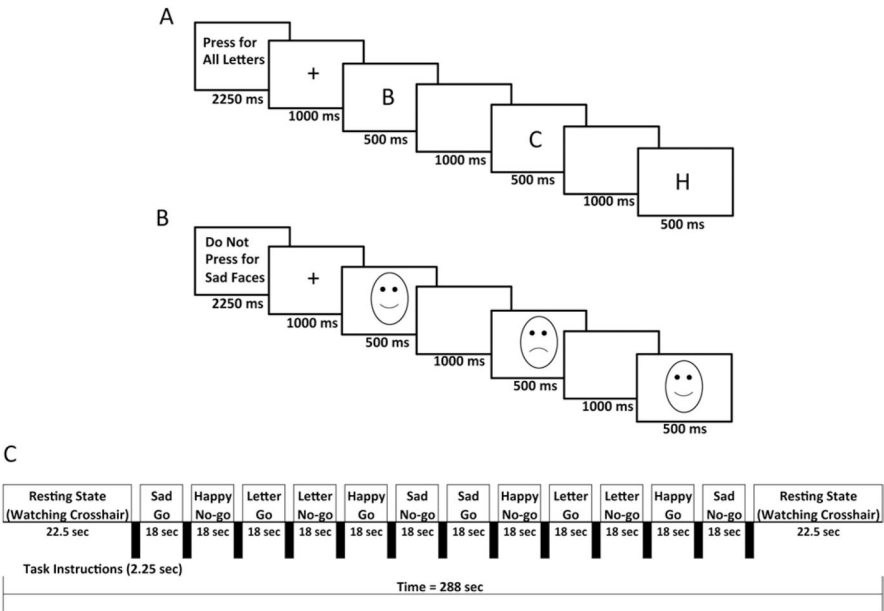 A
Press for
All Letters
2250 ms
+
1000 ms
B
500 ms
1000 ms
C
500 ms
1000 ms
H
500 ms
B
Do Not
Press for
Sad Faces
2250 ms
+
1000 ms
500 ms
1000 ms
500 ms
1000 ms
500 ms
C
Resting State
(Watching Crosshair)
22.5 sec
Sad
Go
18 sec
Happy
No-go
18 sec
Letter
Go
18 sec
Letter
No-go
18 sec
Happy
Go
18 sec
Sad
No-go
18 sec
Sad
Go
18 sec
Happy
No-go
18 sec
Letter
Go
18 sec
Letter
No-go
18 sec
Happy
Go
18 sec
Sad
No-go
18 sec
Resting State
(Watching Crosshair)
22.5 sec
Task Instructions (2.25 sec)
Time = 288 sec